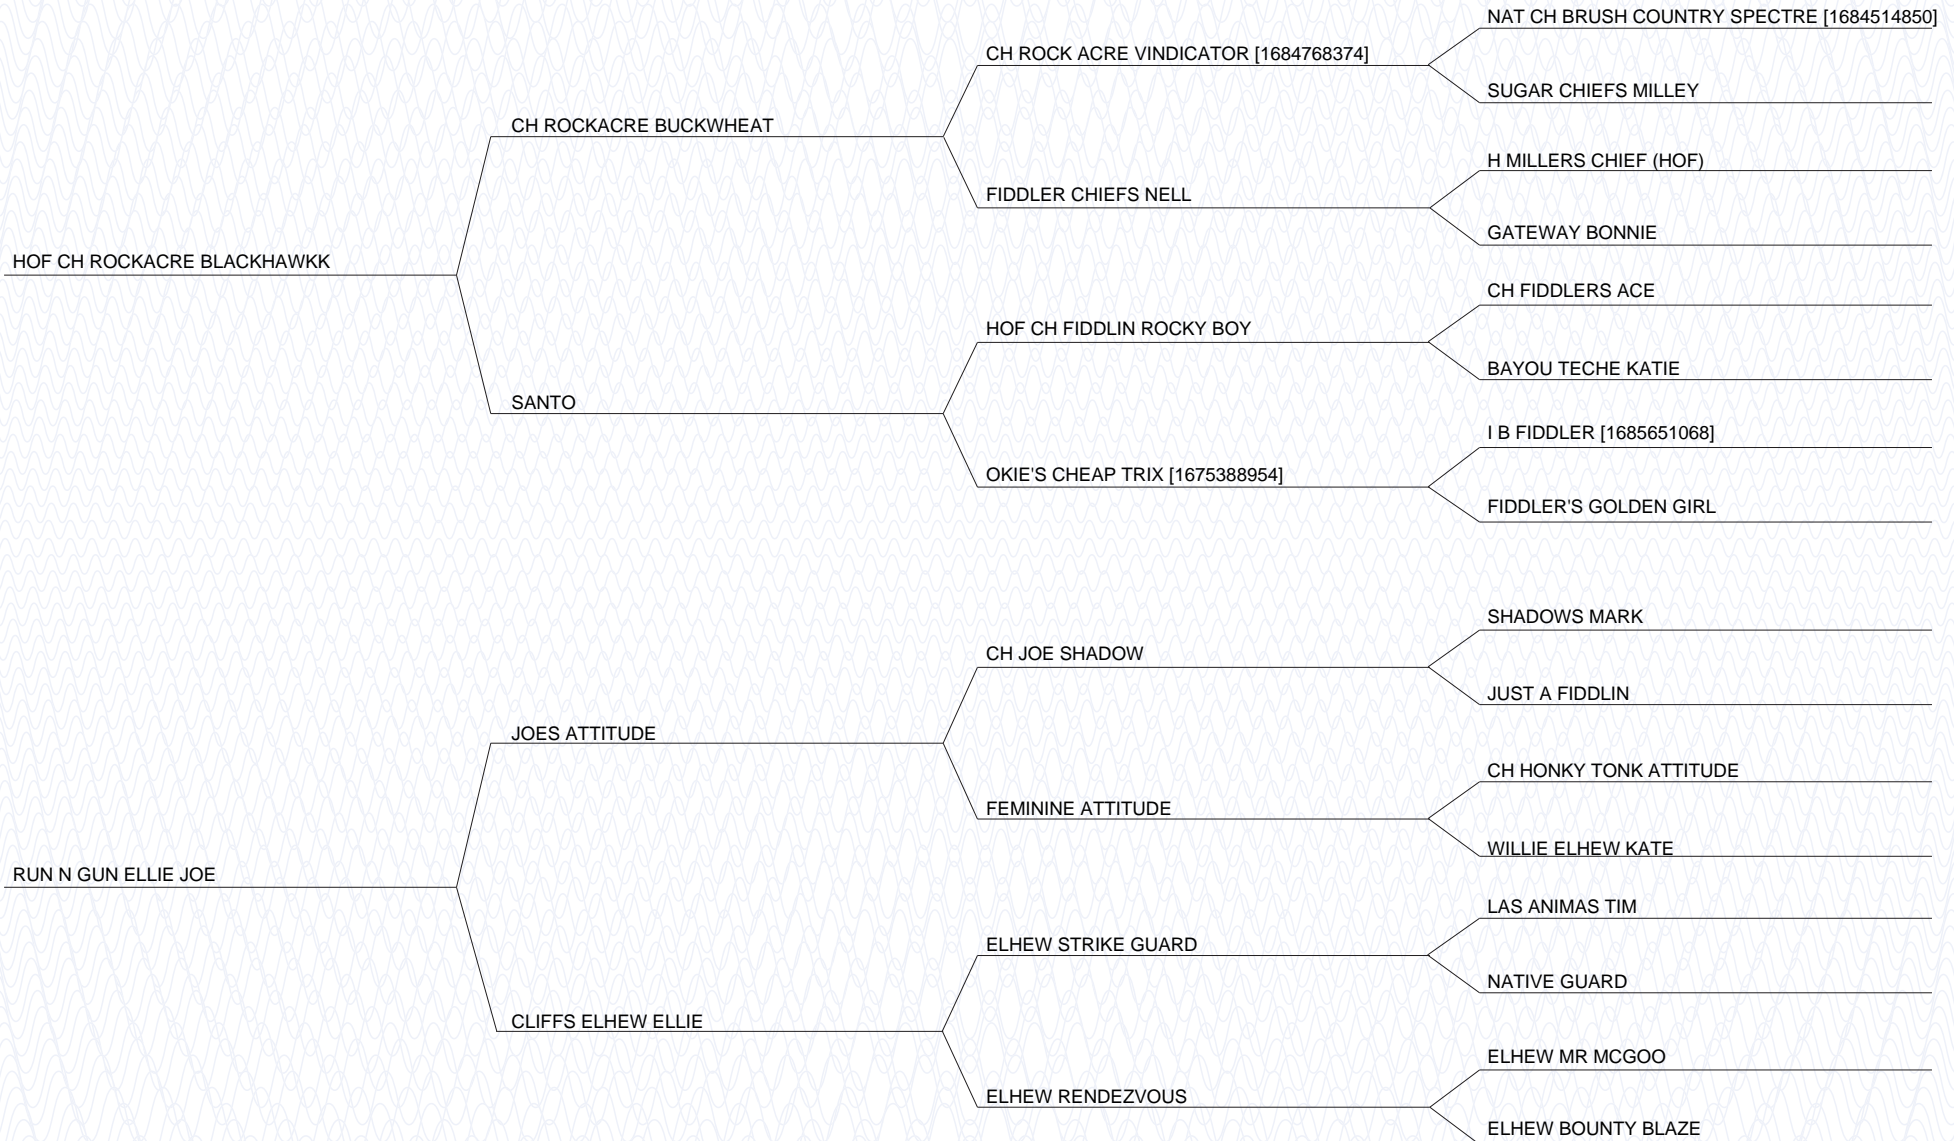 NAT CH BRUSH COUNTRY SPECTRE [1684514850]
CH ROCK ACRE VINDICATOR [1684768374]
SUGAR CHIEFS MILLEY
CH ROCKACRE BUCKWHEAT
H MILLERS CHIEF (HOF)
FIDDLER CHIEFS NELL
GATEWAY BONNIE
HOF CH ROCKACRE BLACKHAWKK
CH FIDDLERS ACE
HOF CH FIDDLIN ROCKY BOY
BAYOU TECHE KATIE
SANTO
I B FIDDLER [1685651068]
OKIE'S CHEAP TRIX [1675388954]
FIDDLER'S GOLDEN GIRL
SHADOWS MARK
CH JOE SHADOW
JUST A FIDDLIN
JOES ATTITUDE
CH HONKY TONK ATTITUDE
FEMININE ATTITUDE
WILLIE ELHEW KATE
RUN N GUN ELLIE JOE
LAS ANIMAS TIM
ELHEW STRIKE GUARD
NATIVE GUARD
CLIFFS ELHEW ELLIE
ELHEW MR MCGOO
ELHEW RENDEZVOUS
ELHEW BOUNTY BLAZE